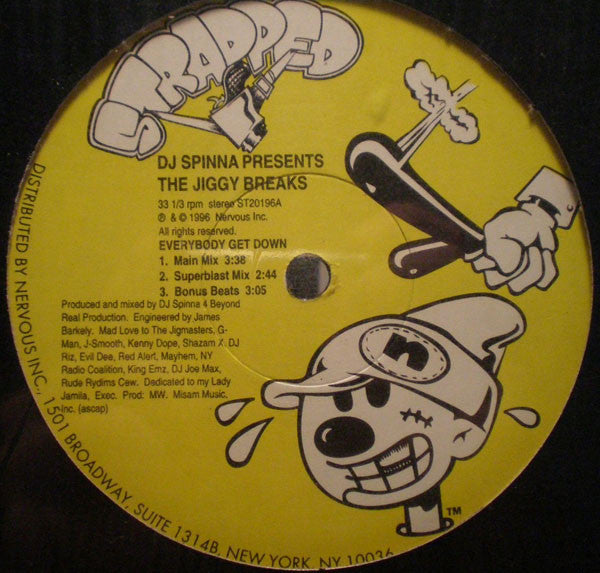 STRAPPED
DJ SPINNA PRESENTS
THE JIGGY BREAKS
33 1/3 rpm stereo ST20196A
℗ & © 1996 Nervous Inc.
All rights reserved.
EVERYBODY GET DOWN
1. Main Mix 3:38
2. Superblast Mix 2:44
3. Bonus Beats 3:05
Produced and mixed by DJ Spinna 4 Beyond
Real Production. Engineered by James
Barkely. Mad Love to The Jigmasters, G-
Man, J-Smooth, Kenny Dope, Shazam X. DJ
Riz, Evil Dee, Red Alert, Mayhem, NY
Radio Coalition, King Emz, DJ Joe Max,
Rude Rydims Cew. Dedicated to my Lady
Jamila, Exec. Prod: MW. Misam Music,
Inc. (ascap)
n
TM
DISTRIBUTED BY NERVOUS INC., 1501 BROADWAY, SUITE 1314B, NEW YORK, NY 10036